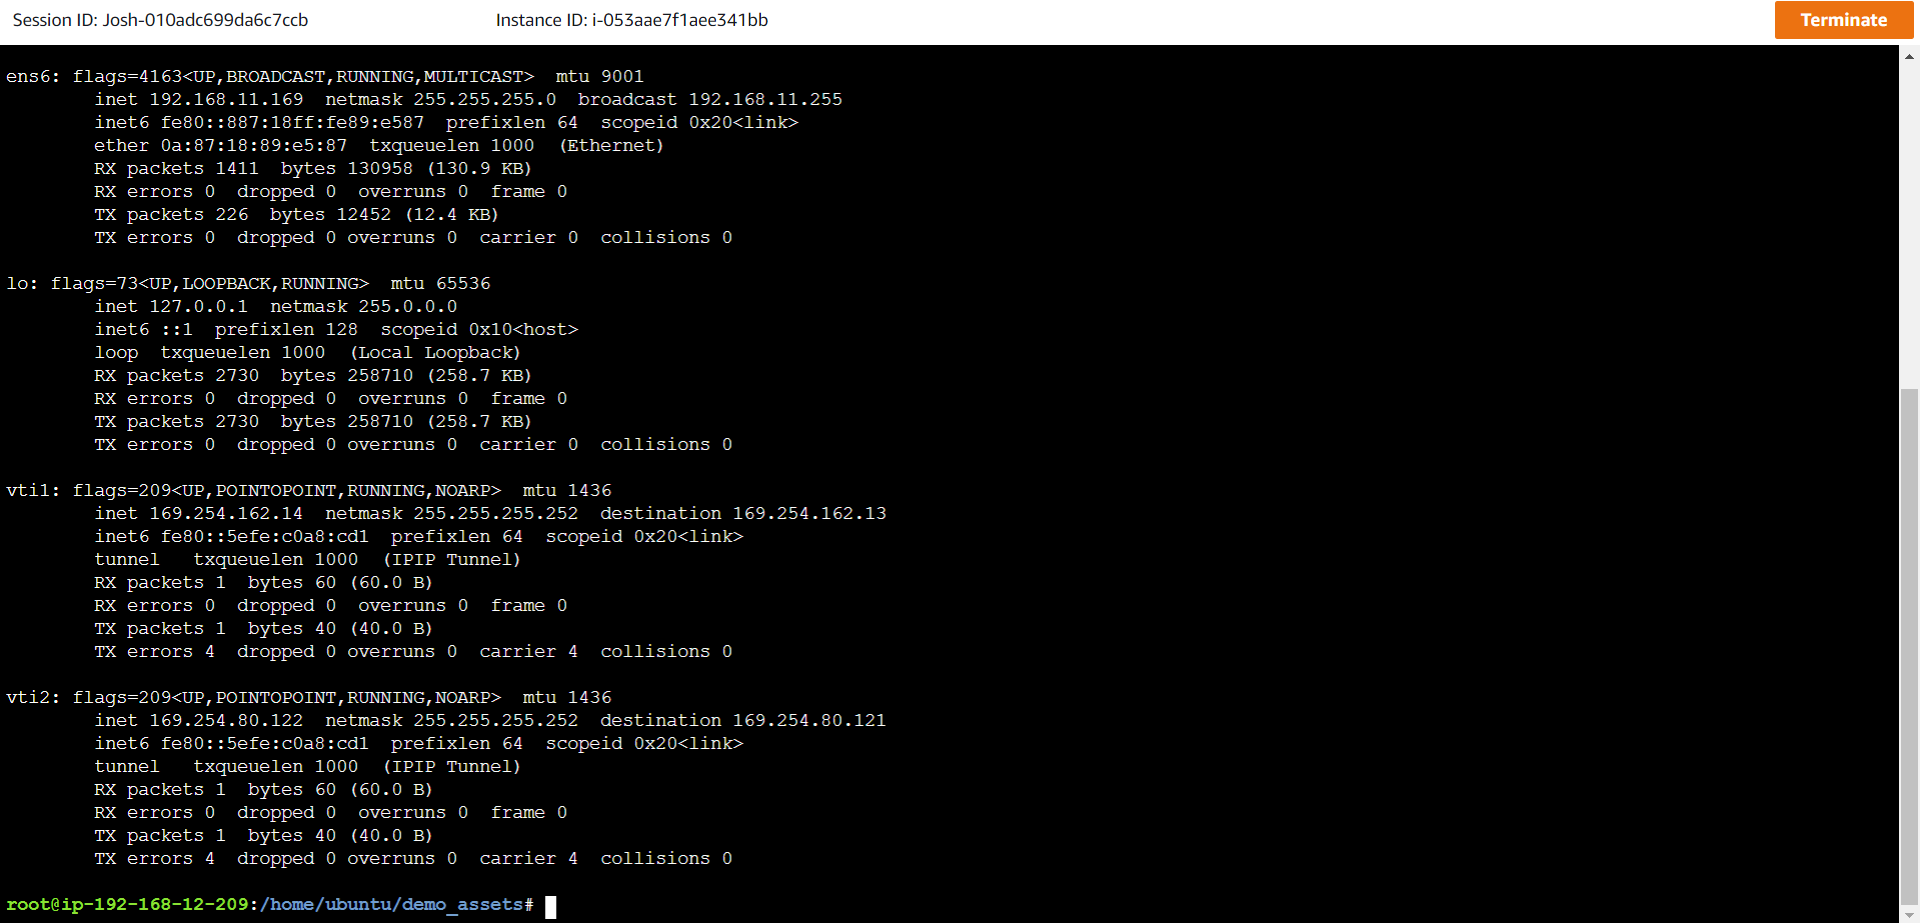 Session ID: Josh-010adc699da6c7ccb Instance ID: i-053aae7f1aee341bb Terminate
ens6: flags=4163<UP,BROADCAST,RUNNING,MULTICAST>  mtu 9001
        inet 192.168.11.169  netmask 255.255.255.0  broadcast 192.168.11.255
        inet6 fe80::887:18ff:fe89:e587  prefixlen 64  scopeid 0x20<link>
        ether 0a:87:18:89:e5:87  txqueuelen 1000  (Ethernet)
        RX packets 1411  bytes 130958 (130.9 KB)
        RX errors 0  dropped 0  overruns 0  frame 0
        TX packets 226  bytes 12452 (12.4 KB)
        TX errors 0  dropped 0 overruns 0  carrier 0  collisions 0

lo: flags=73<UP,LOOPBACK,RUNNING>  mtu 65536
        inet 127.0.0.1  netmask 255.0.0.0
        inet6 ::1  prefixlen 128  scopeid 0x10<host>
        loop  txqueuelen 1000  (Local Loopback)
        RX packets 2730  bytes 258710 (258.7 KB)
        RX errors 0  dropped 0  overruns 0  frame 0
        TX packets 2730  bytes 258710 (258.7 KB)
        TX errors 0  dropped 0 overruns 0  carrier 0  collisions 0

vti1: flags=209<UP,POINTOPOINT,RUNNING,NOARP>  mtu 1436
        inet 169.254.162.14  netmask 255.255.255.252  destination 169.254.162.13
        inet6 fe80::5efe:c0a8:cd1  prefixlen 64  scopeid 0x20<link>
        tunnel   txqueuelen 1000  (IPIP Tunnel)
        RX packets 1  bytes 60 (60.0 B)
        RX errors 0  dropped 0  overruns 0  frame 0
        TX packets 1  bytes 40 (40.0 B)
        TX errors 4  dropped 0 overruns 0  carrier 4  collisions 0

vti2: flags=209<UP,POINTOPOINT,RUNNING,NOARP>  mtu 1436
        inet 169.254.80.122  netmask 255.255.255.252  destination 169.254.80.121
        inet6 fe80::5efe:c0a8:cd1  prefixlen 64  scopeid 0x20<link>
        tunnel   txqueuelen 1000  (IPIP Tunnel)
        RX packets 1  bytes 60 (60.0 B)
        RX errors 0  dropped 0  overruns 0  frame 0
        TX packets 1  bytes 40 (40.0 B)
        TX errors 4  dropped 0 overruns 0  carrier 4  collisions 0

root@ip-192-168-12-209:/home/ubuntu/demo_assets#